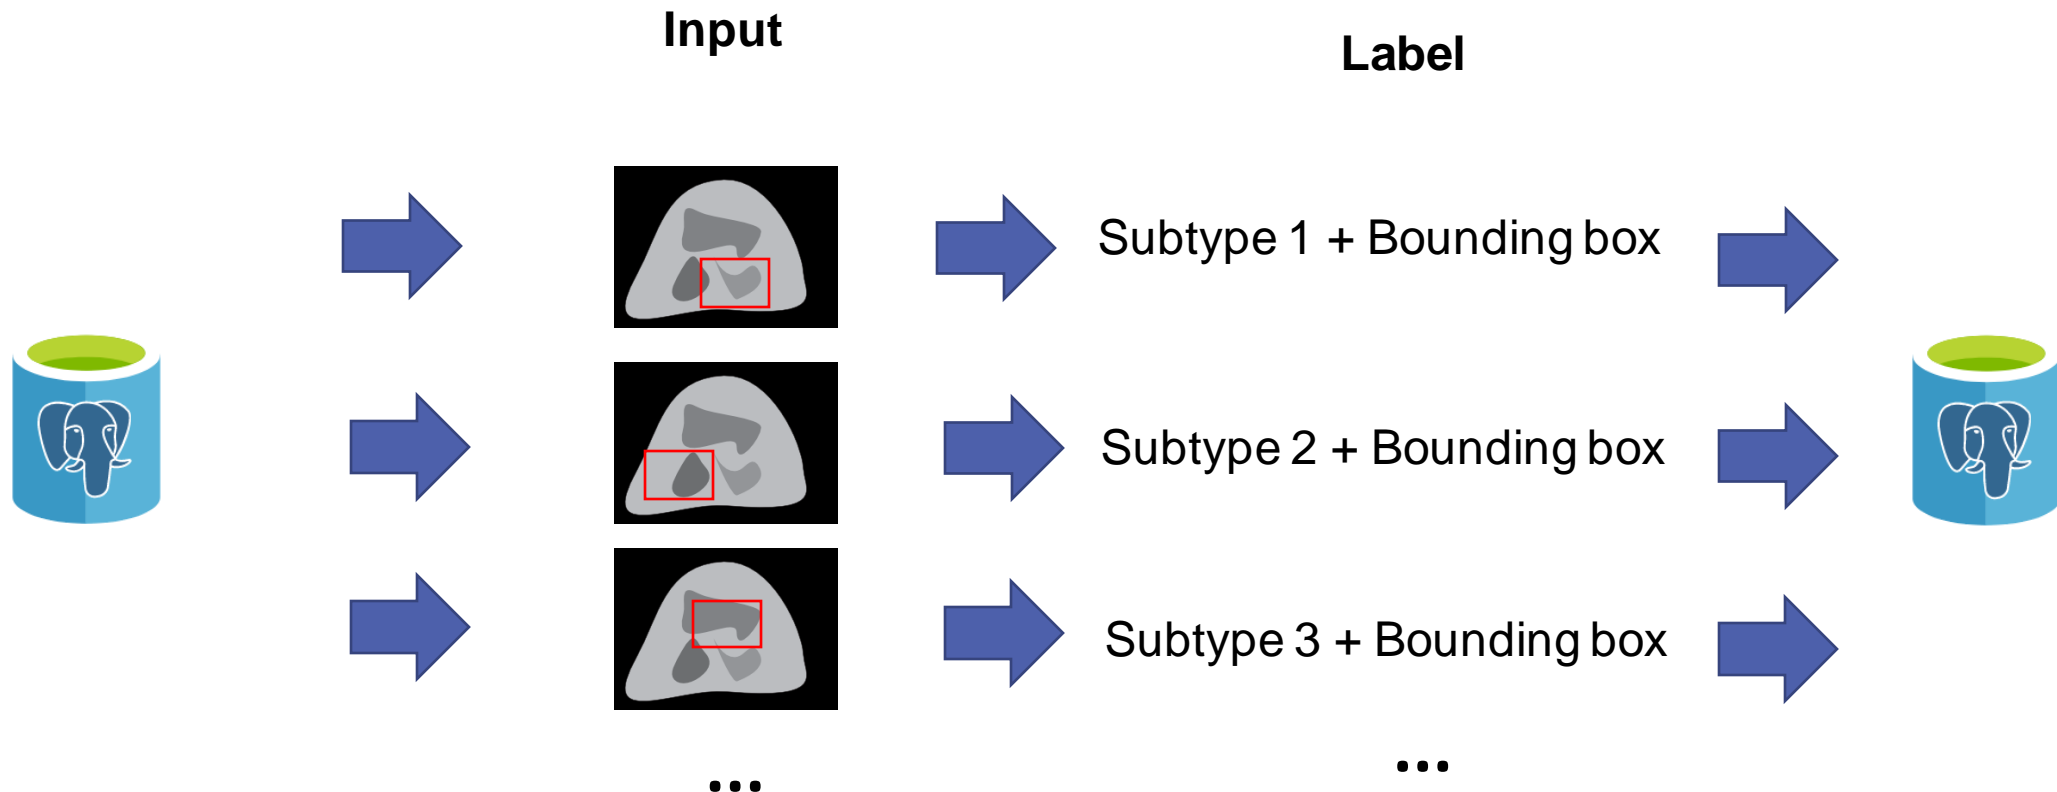 Input
Label
Subtype 1 + Bounding box
Subtype 2 + Bounding box
Subtype 3 + Bounding box
...
...